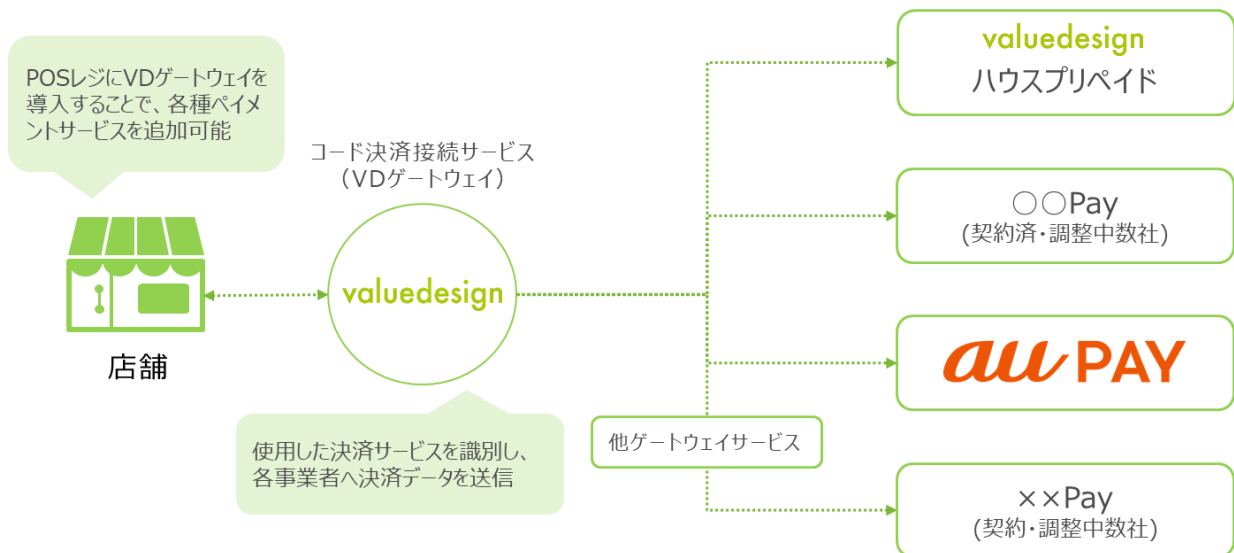 POSレジにVDゲートウェイを
導入することで、各種ペイメ
ントサービスを追加可能
店舗
コード決済接続サービス
（VDゲートウェイ）
valuedesign
使用した決済サービスを識別し、
各事業者へ決済データを送信
他ゲートウェイサービス
valuedesign
ハウスプリペイド
○○Pay
(契約済・調整中数社)
au PAY
××Pay
(契約・調整中数社)